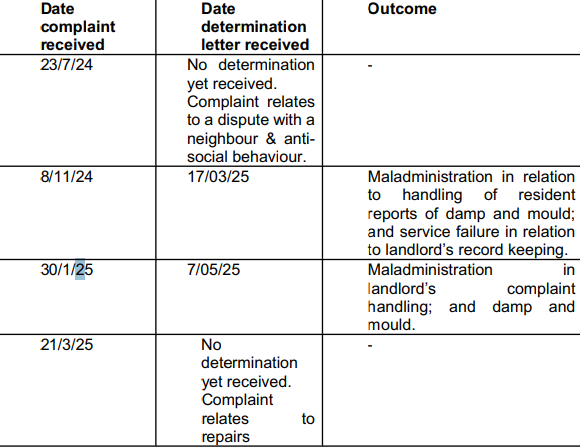 Date complaint received | Date determination letter received | Outcome
23/7/24
No determination
yet received.
Complaint relates
to a dispute with a
neighbour & anti-
social behaviour.
-
8/11/24
17/03/25
Maladministration in relation
to handling of resident
reports of damp and mould;
and service failure in relation
to landlord's record keeping.
30/1/25
7/05/25
Maladministration in
landlord's complaint
handling; and damp and
mould.
21/3/25
No
determination
yet received.
Complaint
relates to
repairs
-